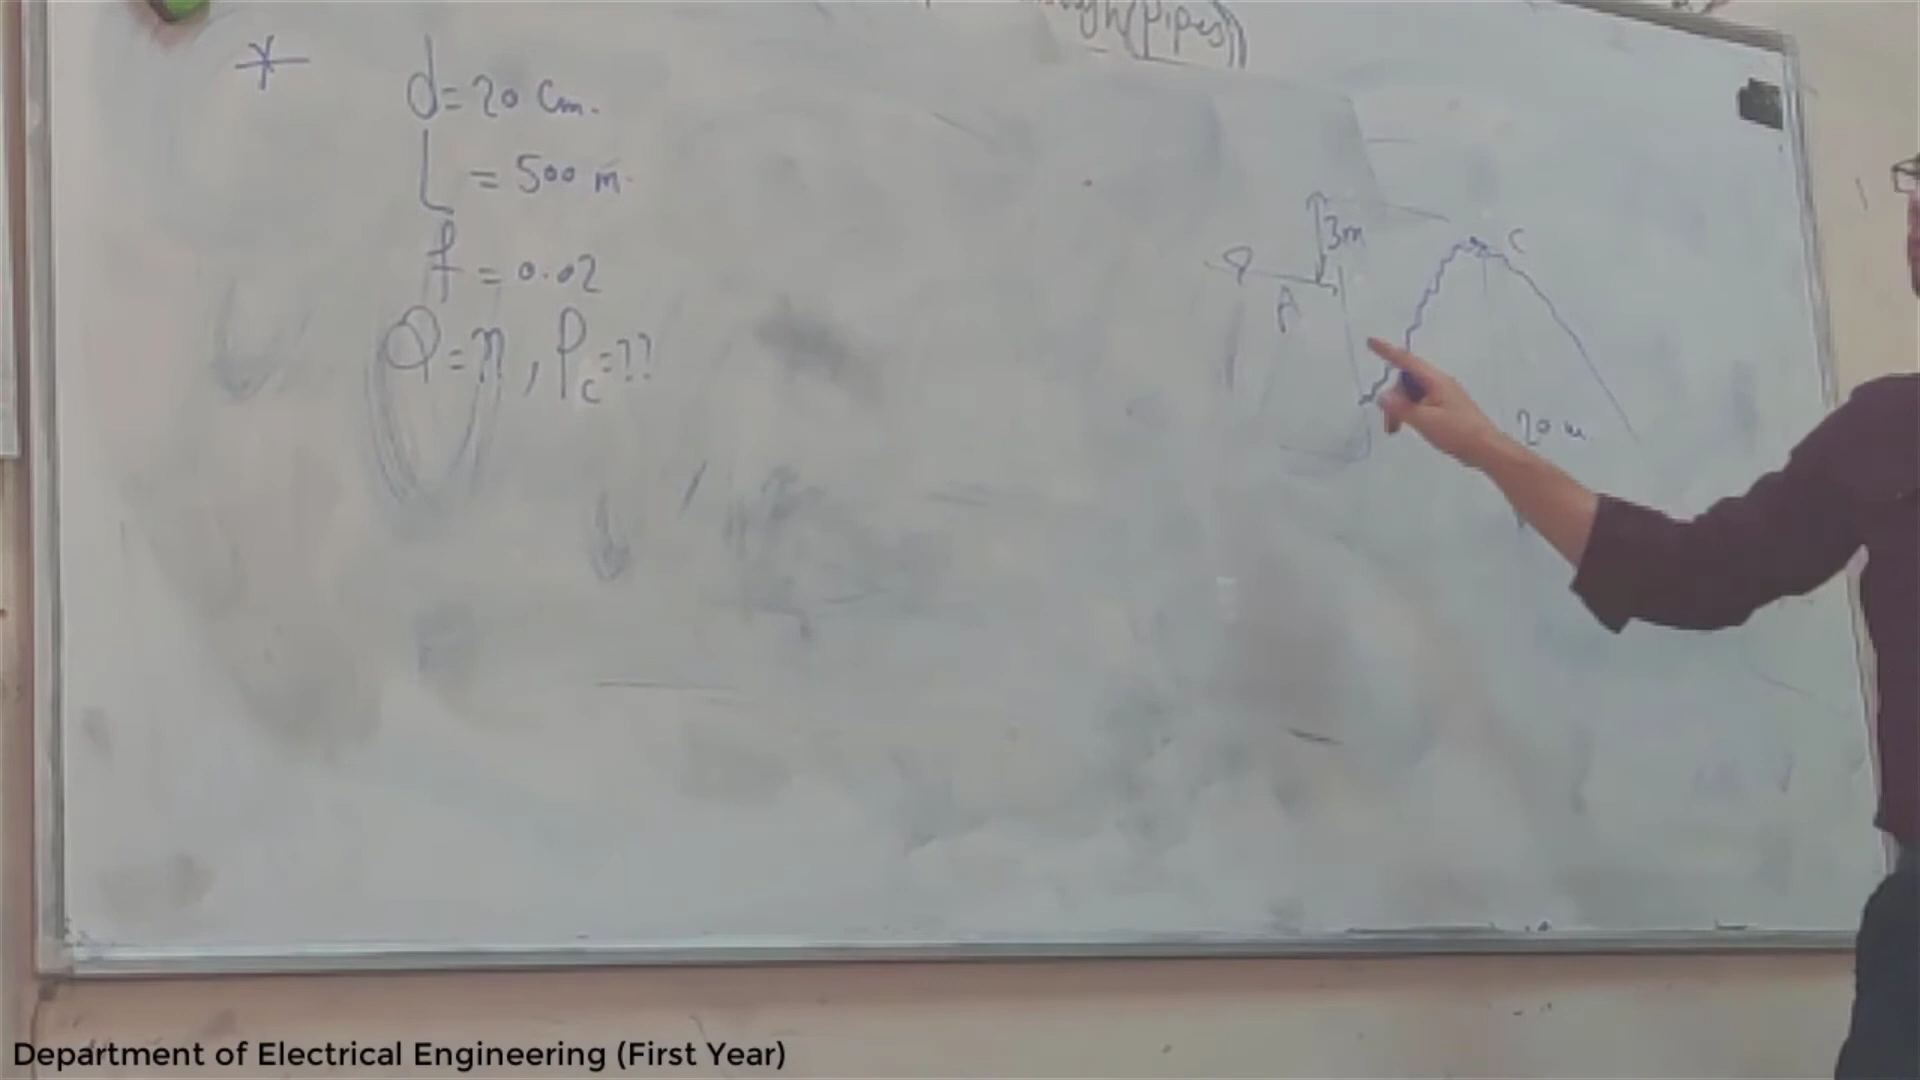 (Pipes)
d = 20 cm.
L = 500 m.
f = 0.02
Q = ??, Pc = ??
3m
C
A
20 m
Department of Electrical Engineering (First Year)